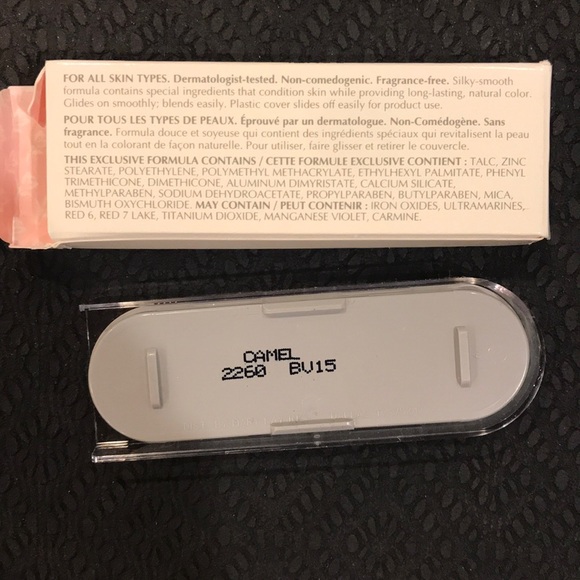 FOR ALL SKIN TYPES. Dermatologist-tested. Non-comedogenic. Fragrance-free. Silky-smooth
formula contains special ingredients that condition skin while providing long-lasting, natural color.
Glides on smoothly; blends easily. Plastic cover slides off easily for product use.
POUR TOUS LES TYPES DE PEAUX. Éprouvé par un dermatologue. Non-Comédogène. Sans
fragrance. Formula douce et soyeuse qui contient des ingrédients spéciaux qui revitalisent la peau
tout en la colorant de façon naturelle. Pour utiliser, faire glisser et retirer le couvercle.
THIS EXCLUSIVE FORMULA CONTAINS / CETTE FORMULE EXCLUSIVE CONTIENT : TALC, ZINC
STEARATE, POLYETHYLENE, POLYMETHYL METHACRYLATE, ETHYLHEXYL PALMITATE, PHENYL
TRIMETHICONE, DIMETHICONE, ALUMINUM DIMYRISTATE, CALCIUM SILICATE,
METHYLPARABEN, SODIUM DEHYDROACETATE, PROPYLPARABEN, BUTYLPARABEN, MICA,
BISMUTH OXYCHLORIDE. MAY CONTAIN / PEUT CONTENIR : IRON OXIDES, ULTRAMARINES,
RED 6, RED 7 LAKE, TITANIUM DIOXIDE, MANGANESE VIOLET, CARMINE.
CAMEL
2260 BV15